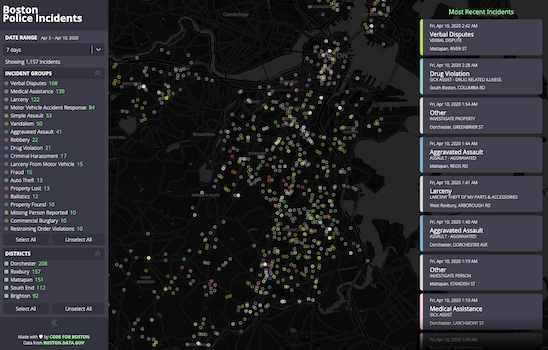 Boston
Police Incidents
DATE RANGE Apr 3 - Apr 10, 2020
7 days
Showing 1,157 incidents
INCIDENT GROUPS
Verbal Disputes 168
Medical Assistance 139
Larceny 122
Motor Vehicle Accident Response 84
Simple Assault 53
Vandalism 50
Aggravated Assault 41
Robbery 22
Drug Violation 21
Criminal Harassment 17
Larceny From Motor Vehicle 15
Fraud 15
Auto Theft 13
Property Lost 13
Ballistics 12
Property Found 10
Missing Person Reported 10
Commercial Burglary 10
Restraining Order Violations 10
Select All Unselect All
DISTRICTS
Dorchester 208
Roxbury 157
Mattapan 151
South End 112
Brighton 92
Select All Unselect All
Made with by CODE FOR BOSTON
Data from BOSTON.DATA.GOV
Cambridge
WEST ROXBURY
Most Recent Incidents
Fri, Apr 10, 2020 2:42 AM
Verbal Disputes
VERBAL DISPUTE
Mattapan, RIVER ST
Fri, Apr 10, 2020 2:28 AM
Drug Violation
SICK ASSIST - DRUG RELATED ILLNESS
South Boston, COLUMBIA RD
Fri, Apr 10, 2020 1:54 AM
Other
INVESTIGATE PROPERTY
Dorchester, GREENBRIER ST
Fri, Apr 10, 2020 1:44 AM
Aggravated Assault
ASSAULT - AGGRAVATED
Mattapan, REGIS RD
Fri, Apr 10, 2020 1:41 AM
Larceny
LARCENY THEFT OF MV PARTS & ACCESSORIES
West Roxbury, ARBOROUGH RD
Fri, Apr 10, 2020 1:40 AM
Aggravated Assault
ASSAULT - AGGRAVATED
Dorchester, DORCHESTER AVE
Fri, Apr 10, 2020 1:19 AM
Other
INVESTIGATE PERSON
Mattapan, STANDISH ST
Fri, Apr 10, 2020 1:10 AM
Medical Assistance
SICK ASSIST
Dorchester, LARCHMONT ST
Fri, Apr 10, 2020 1:09 AM